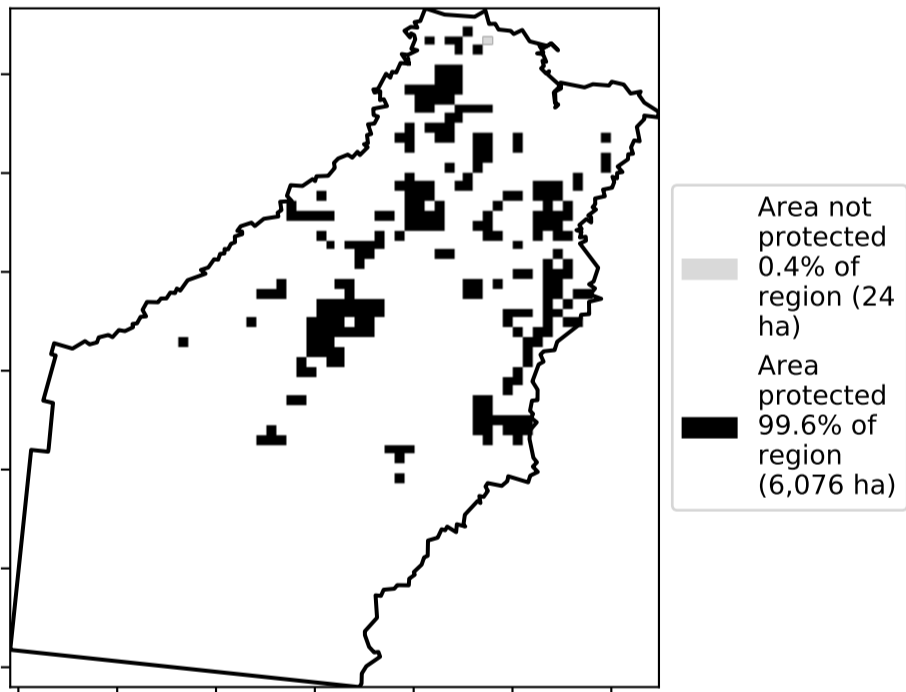 Area not
protected
0.4% of
region (24
ha)
Area
protected
99.6% of
region
(6,076 ha)